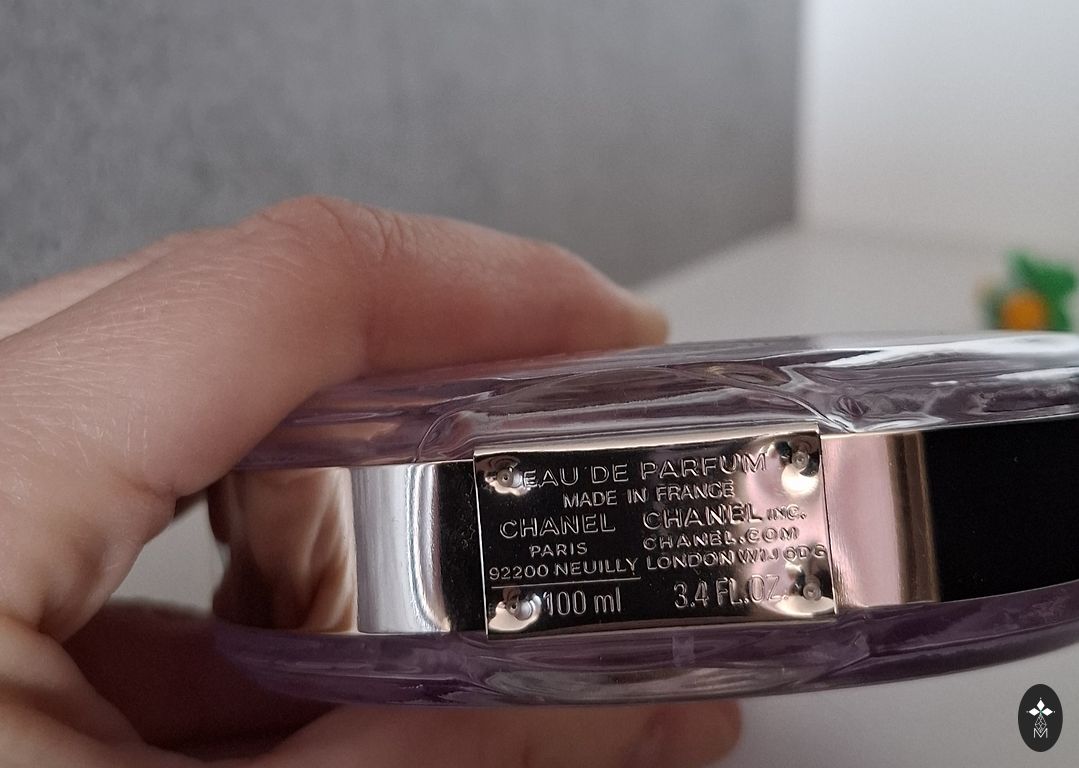 EAU DE PARFUM
MADE IN FRANCE
CHANEL CHANEL INC.
PARIS CHANEL.COM
92200 NEUILLY LONDON W1J 6DG
100 ml 3.4 FL.OZ.
M